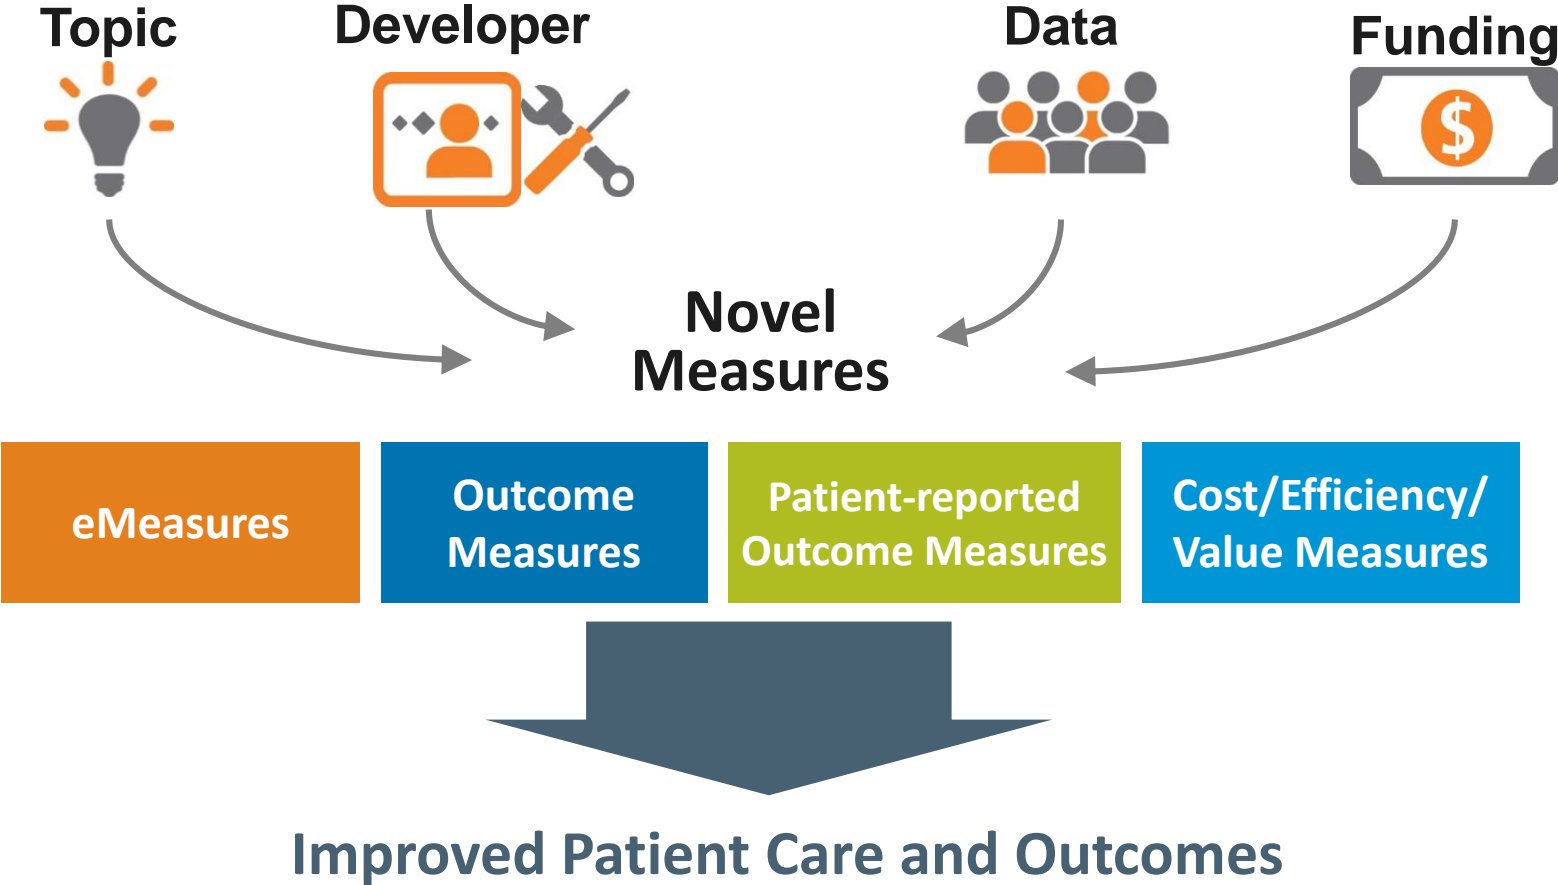 Topic
Developer
Data
Funding
$
Novel
Measures
eMeasures
Outcome
Measures
Patient-reported
Outcome Measures
Cost/Efficiency/
Value Measures
Improved Patient Care and Outcomes